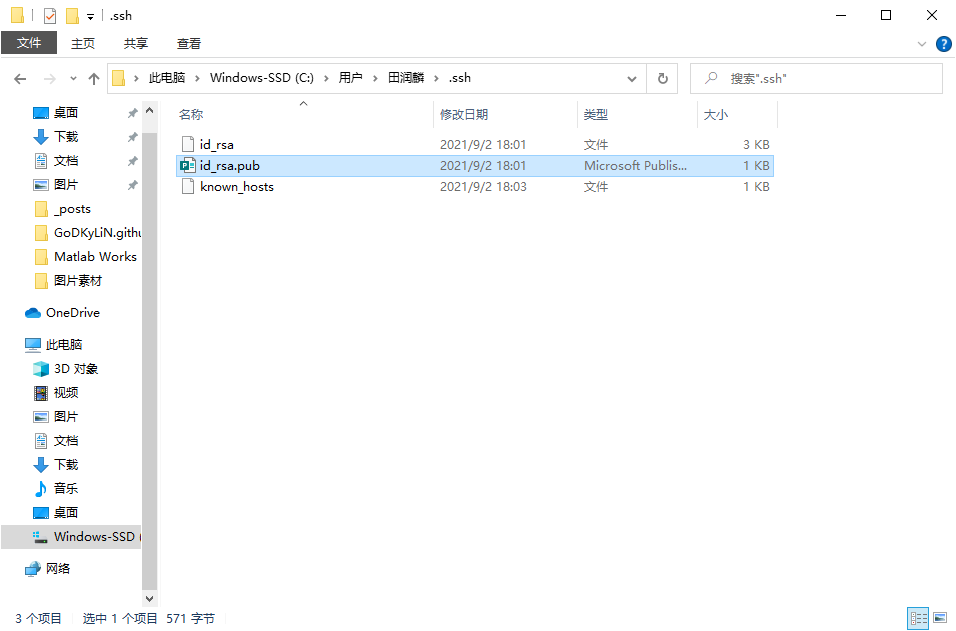 .ssh
文件 主页 共享 查看
此电脑 Windows-SSD (C:) 用户 田润麟 .ssh 搜索".ssh"
名称 修改日期 类型 大小
id_rsa 2021/9/2 18:01 文件 3 KB
id_rsa.pub 2021/9/2 18:01 Microsoft Publis... 1 KB
known_hosts 2021/9/2 18:03 文件 1 KB
桌面
下载
文档
图片
_posts
GoDKyLiN.githu
Matlab Works
图片素材
OneDrive
此电脑
3D 对象
视频
图片
文档
下载
音乐
桌面
Windows-SSD (
网络
3 个项目 选中 1 个项目 571 字节